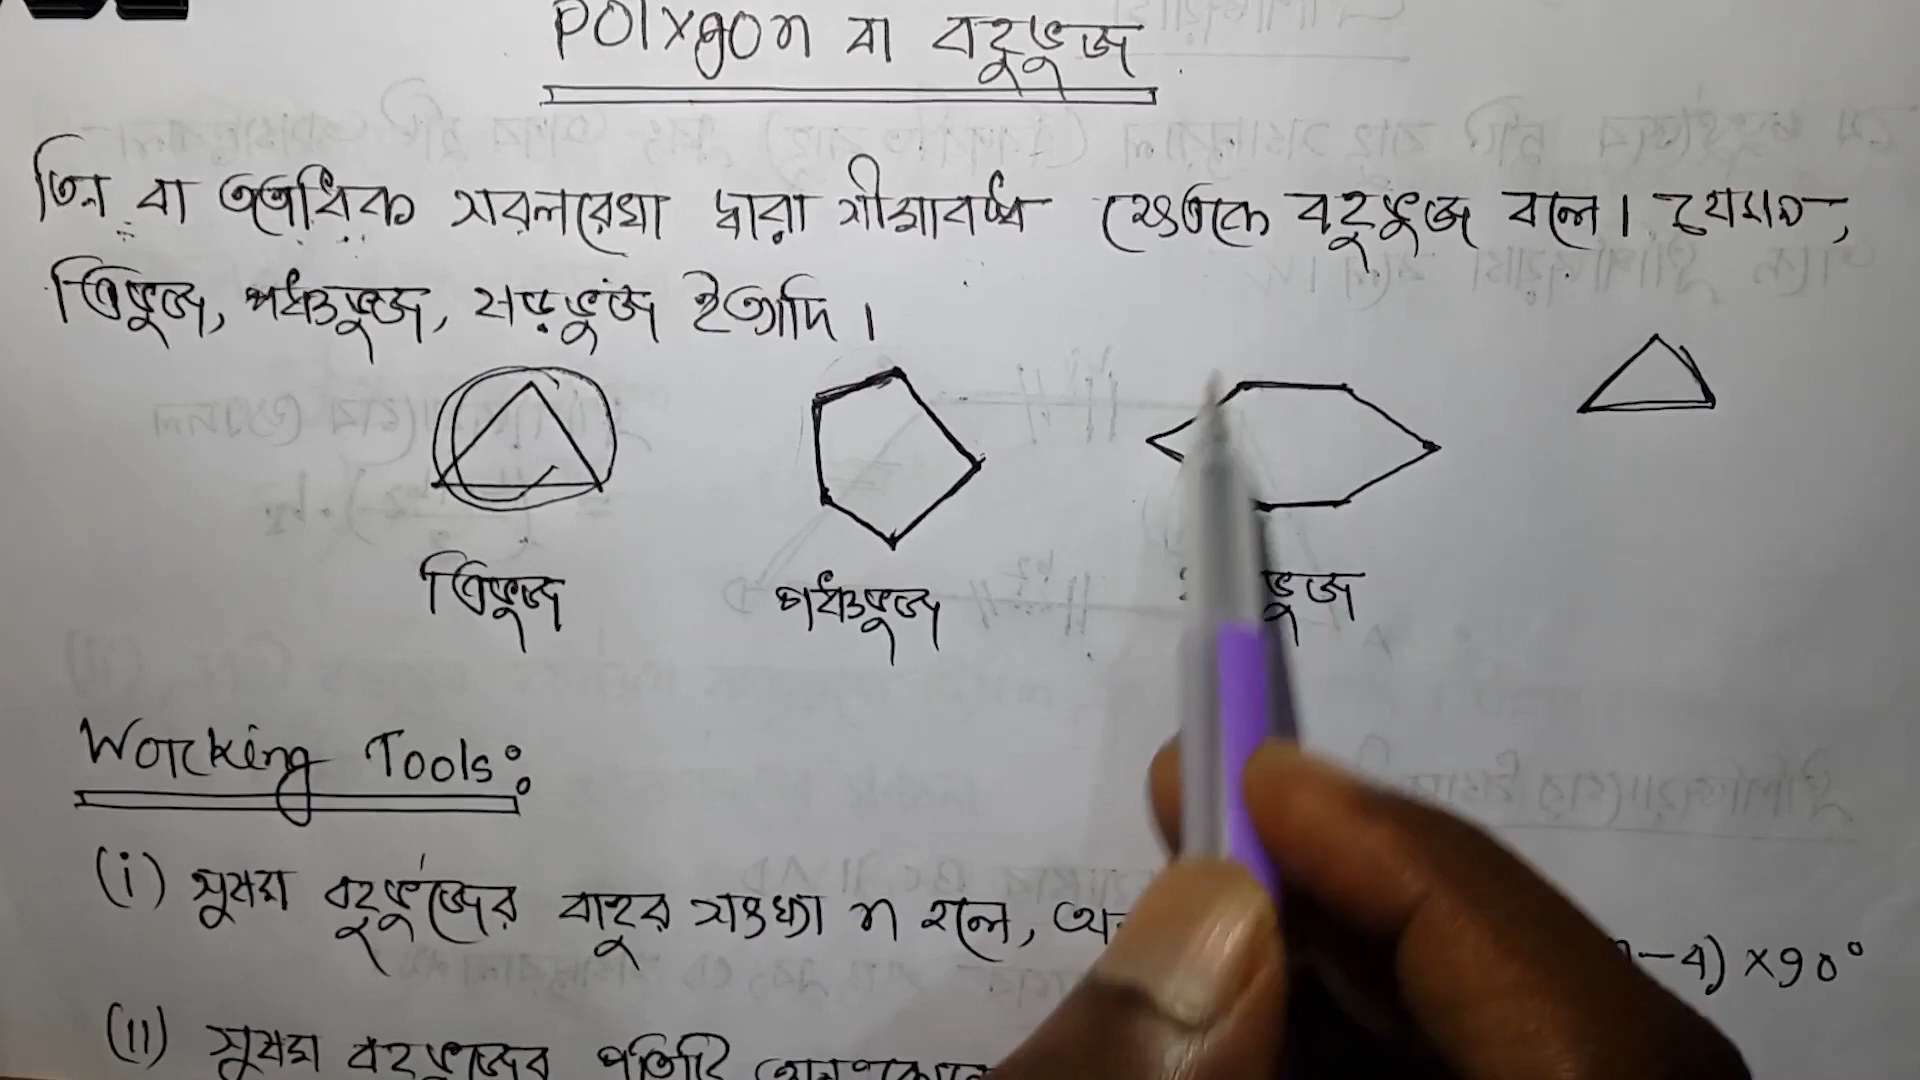 Polygon বা বহুভুজ
তিন বা ততোধিক সরলরেখা দ্বারা সীমাবদ্ধ ক্ষেত্রকে বহুভুজ বলে। যেমন,
ত্রিভুজ, পঞ্চভুজ, ষড়ভুজ ইত্যাদি।
ত্রিভুজ পঞ্চভুজ ভুজ
Working Tools:
(i) সুষম বহুভুজের বাহুর সংখ্যা n হলে, -4) ×90°
(ii) সুষম বহুভুজের প্রতিটি